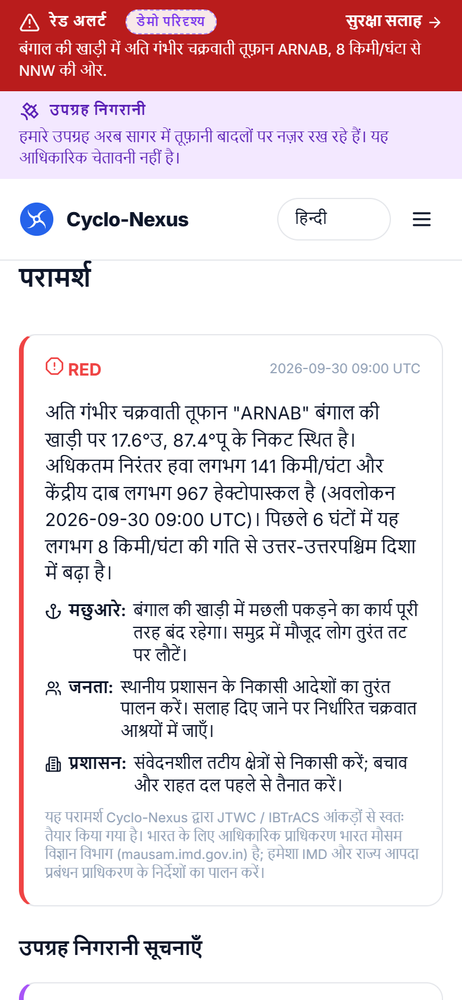 रेड अलर्ट
डेमो परिदृश्य
सुरक्षा सलाह →
बंगाल की खाड़ी में अति गंभीर चक्रवाती तूफ़ान ARNAB, 8 किमी/घंटा से
NNW की ओर.
उपग्रह निगरानी
हमारे उपग्रह अरब सागर में तूफ़ानी बादलों पर नज़र रख रहे हैं। यह
आधिकारिक चेतावनी नहीं है।
Cyclo-Nexus
हिन्दी
परामर्श
RED
2026-09-30 09:00 UTC
अति गंभीर चक्रवाती तूफान "ARNAB" बंगाल की
खाड़ी पर 17.6°उ, 87.4°पू के निकट स्थित है।
अधिकतम निरंतर हवा लगभग 141 किमी/घंटा और
केंद्रीय दाब लगभग 967 हेक्टोपास्कल है (अवलोकन
2026-09-30 09:00 UTC)। पिछले 6 घंटों में यह
लगभग 8 किमी/घंटा की गति से उत्तर-उत्तरपश्चिम दिशा
में बढ़ा है।
मछुआरे: बंगाल की खाड़ी में मछली पकड़ने का कार्य पूरी
तरह बंद रहेगा। समुद्र में मौजूद लोग तुरंत तट
पर लौटें।
जनता: स्थानीय प्रशासन के निकासी आदेशों का तुरंत
पालन करें। सलाह दिए जाने पर निर्धारित चक्रवात
आश्रयों में जाएँ।
प्रशासन: संवेदनशील तटीय क्षेत्रों से निकासी करें; बचाव
और राहत दल पहले से तैनात करें।
यह परामर्श Cyclo-Nexus द्वारा JTWC / IBTrACS आंकड़ों से स्वतः
तैयार किया गया है। भारत के लिए आधिकारिक प्राधिकरण भारत मौसम
विज्ञान विभाग (mausam.imd.gov.in) है; हमेशा IMD और राज्य आपदा
प्रबंधन प्राधिकरण के निर्देशों का पालन करें।
उपग्रह निगरानी सूचनाएँ